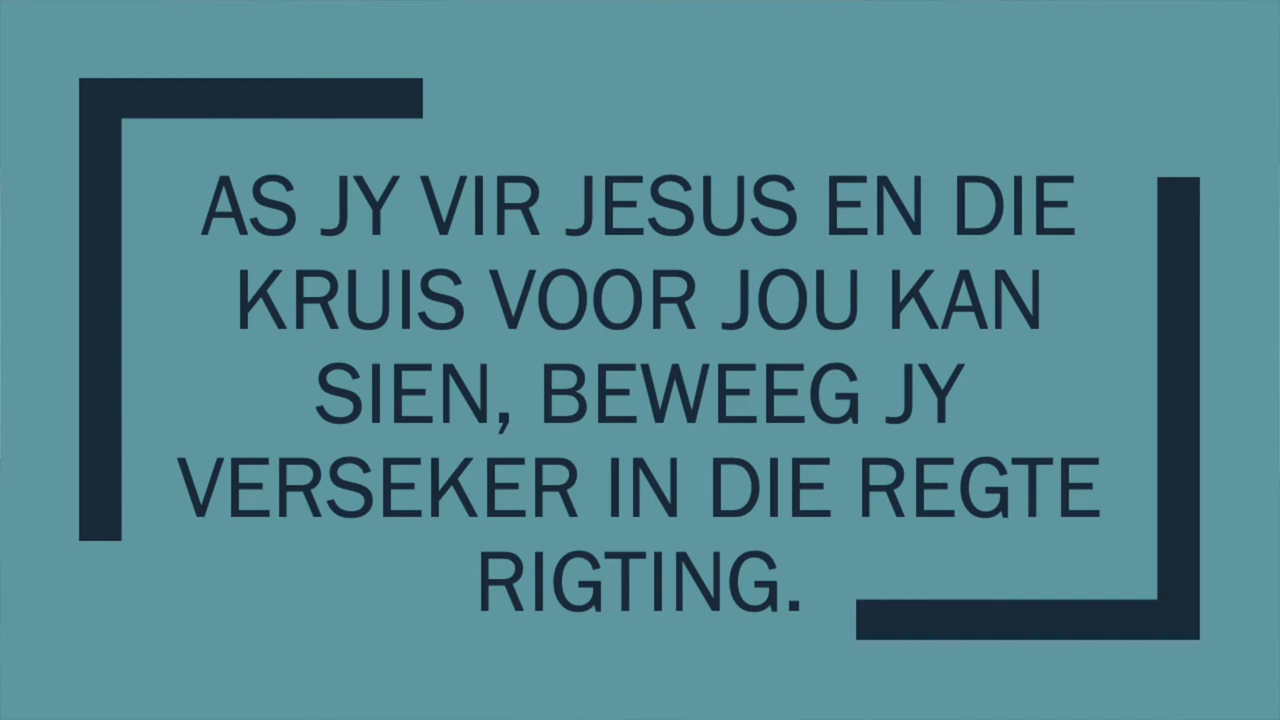 AS JY VIR JESUS EN DIE
KRUIS VOOR JOU KAN
SIEN, BEWEEG JY
VERSEKER IN DIE REGTE
RIGTING.